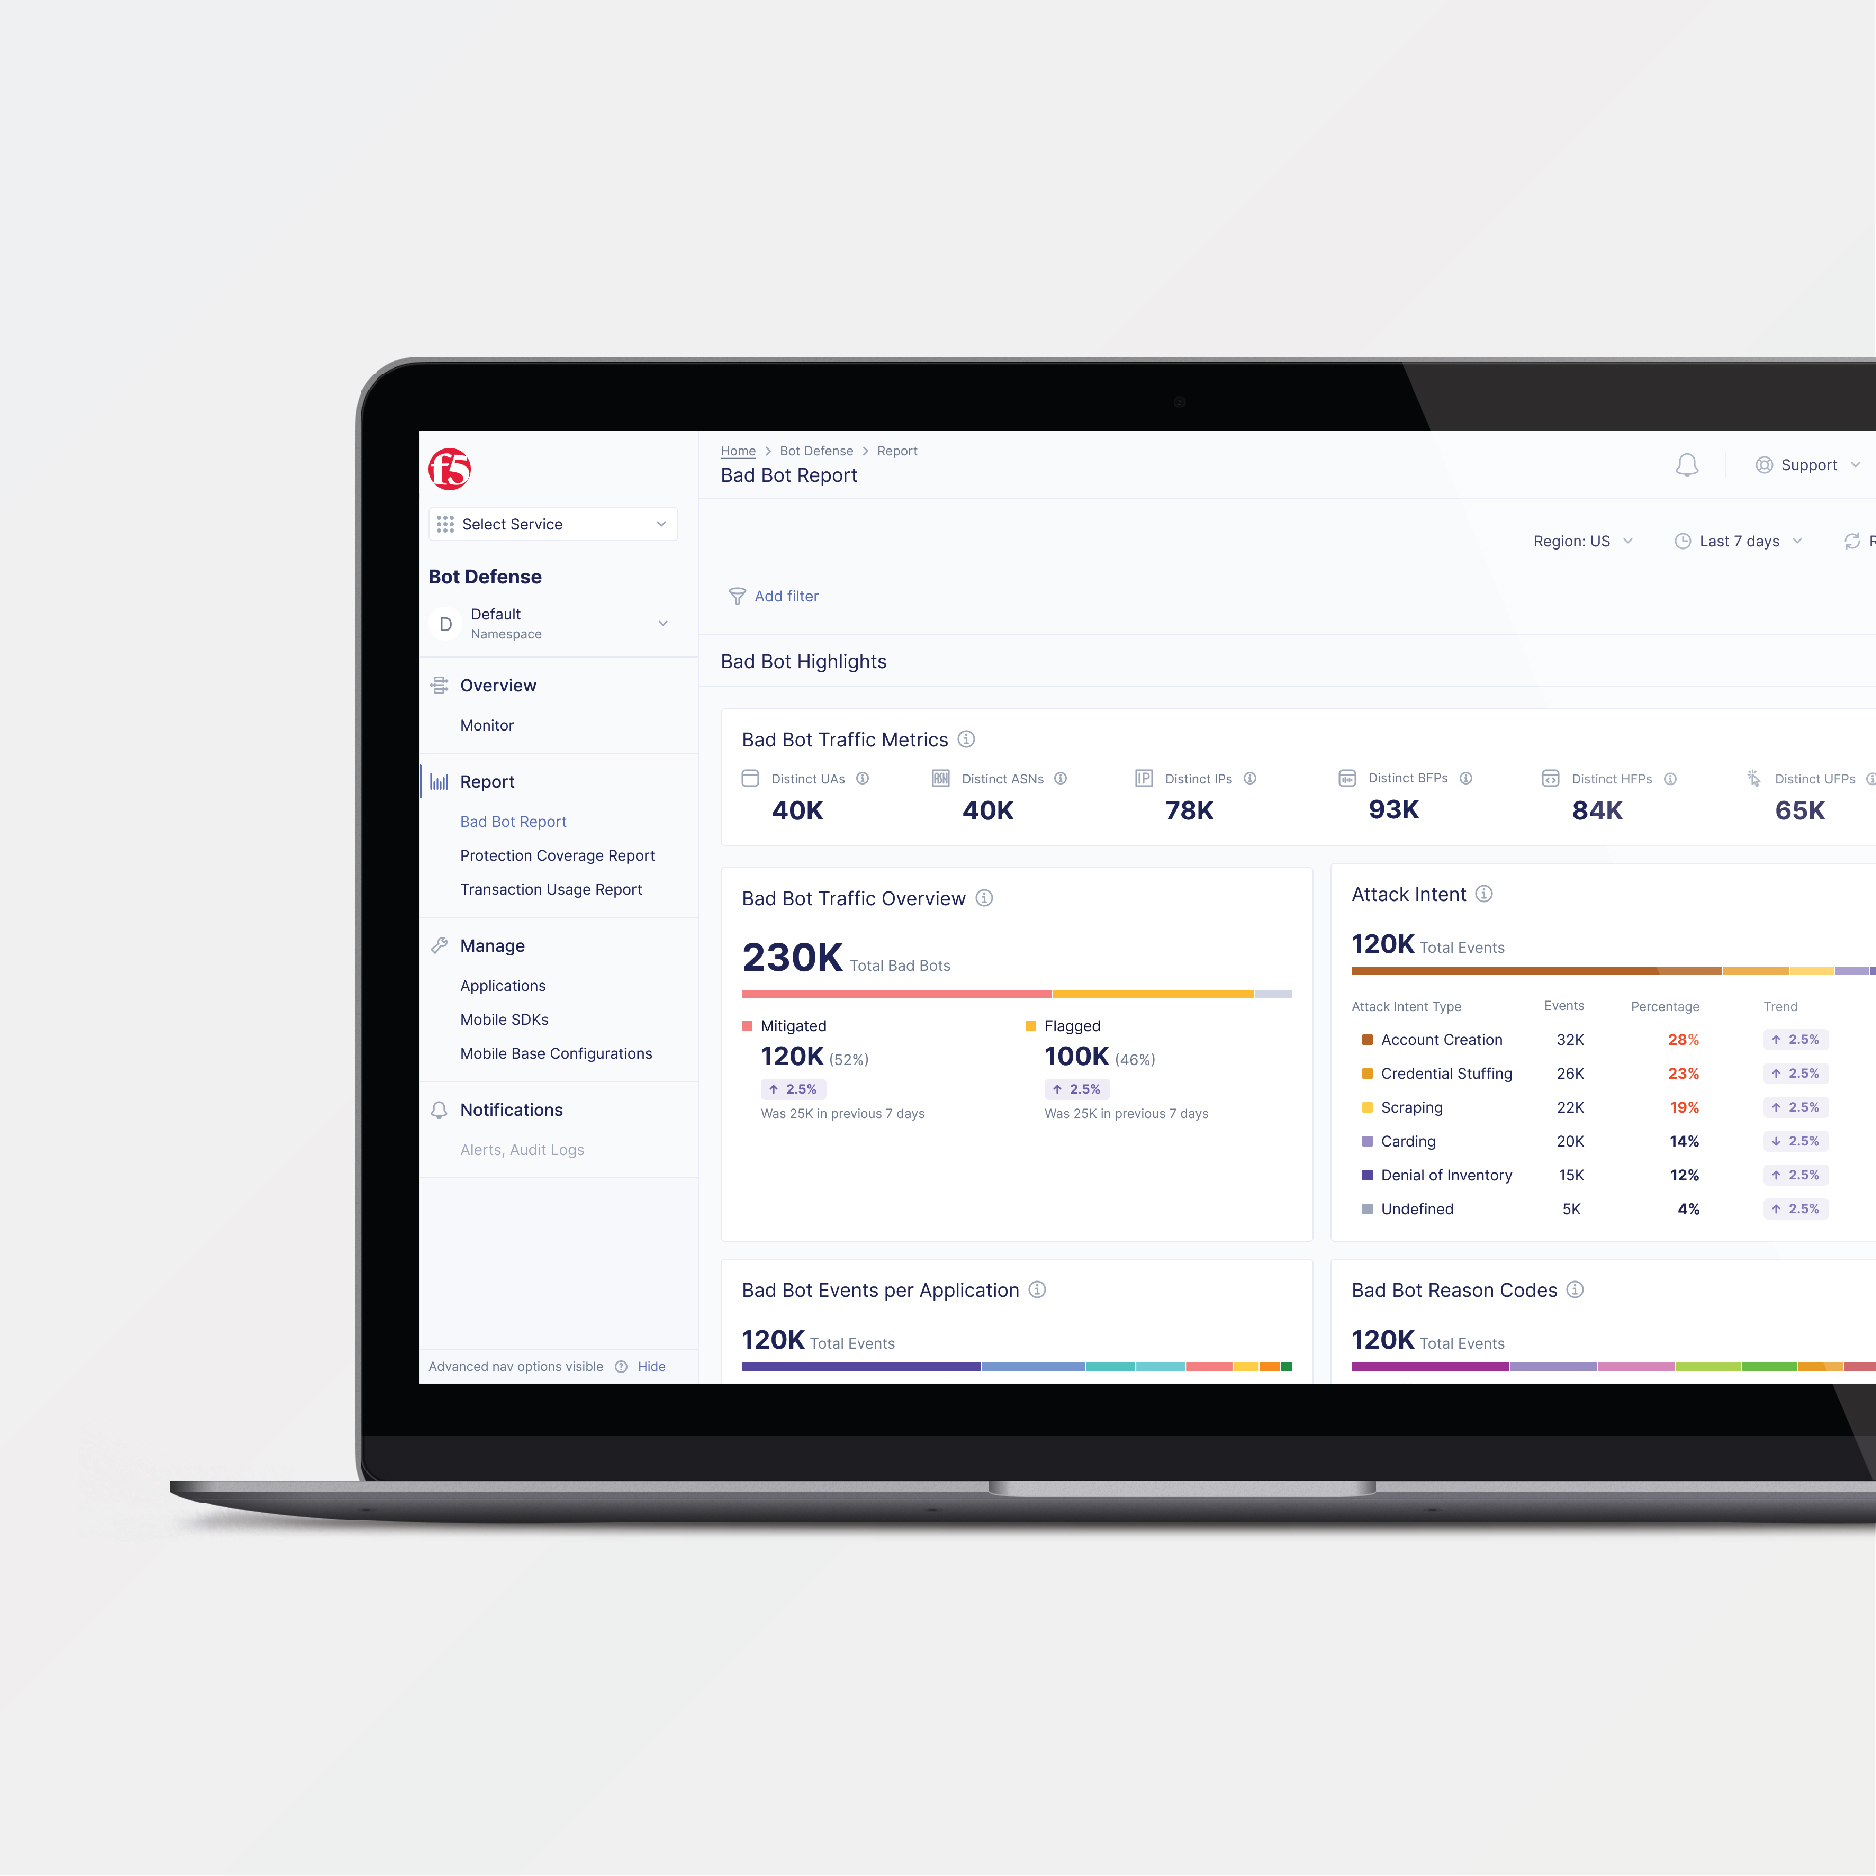 f5
Select Service
Bot Defense
D
Default
Namespace
Overview
Monitor
Report
Bad Bot Report
Protection Coverage Report
Transaction Usage Report
Manage
Applications
Mobile SDKs
Mobile Base Configurations
Notifications
Alerts, Audit Logs
Advanced nav options visible Hide
Home > Bot Defense > Report
Bad Bot Report
Support
Region: US Last 7 days R
Add filter
Bad Bot Highlights
Bad Bot Traffic Metrics
Distinct UAs ASN Distinct ASNs IP Distinct IPs Distinct BFPs Distinct HFPs Distinct UFPs
40K 40K 78K 93K 84K 65K
Bad Bot Traffic Overview
230K Total Bad Bots
Mitigated Flagged
120K (52%) 100K (46%)
↑ 2.5% ↑ 2.5%
Was 25K in previous 7 days Was 25K in previous 7 days
Attack Intent
120K Total Events
Attack Intent Type Events Percentage Trend
Account Creation 32K 28% ↑ 2.5%
Credential Stuffing 26K 23% ↑ 2.5%
Scraping 22K 19% ↑ 2.5%
Carding 20K 14% ↓ 2.5%
Denial of Inventory 15K 12% ↑ 2.5%
Undefined 5K 4% ↑ 2.5%
Bad Bot Events per Application
120K Total Events
Bad Bot Reason Codes
120K Total Events